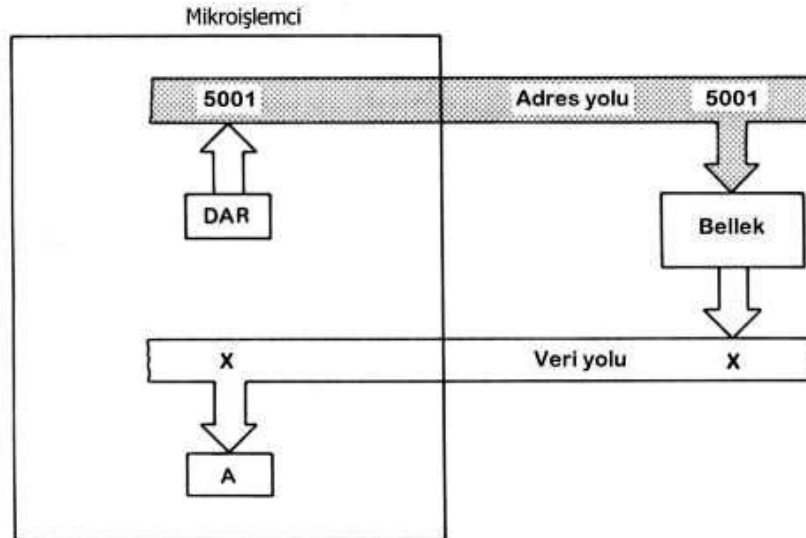 Mikroişlemci
5001 Adres yolu 5001
DAR
Bellek
X Veri yolu X
A